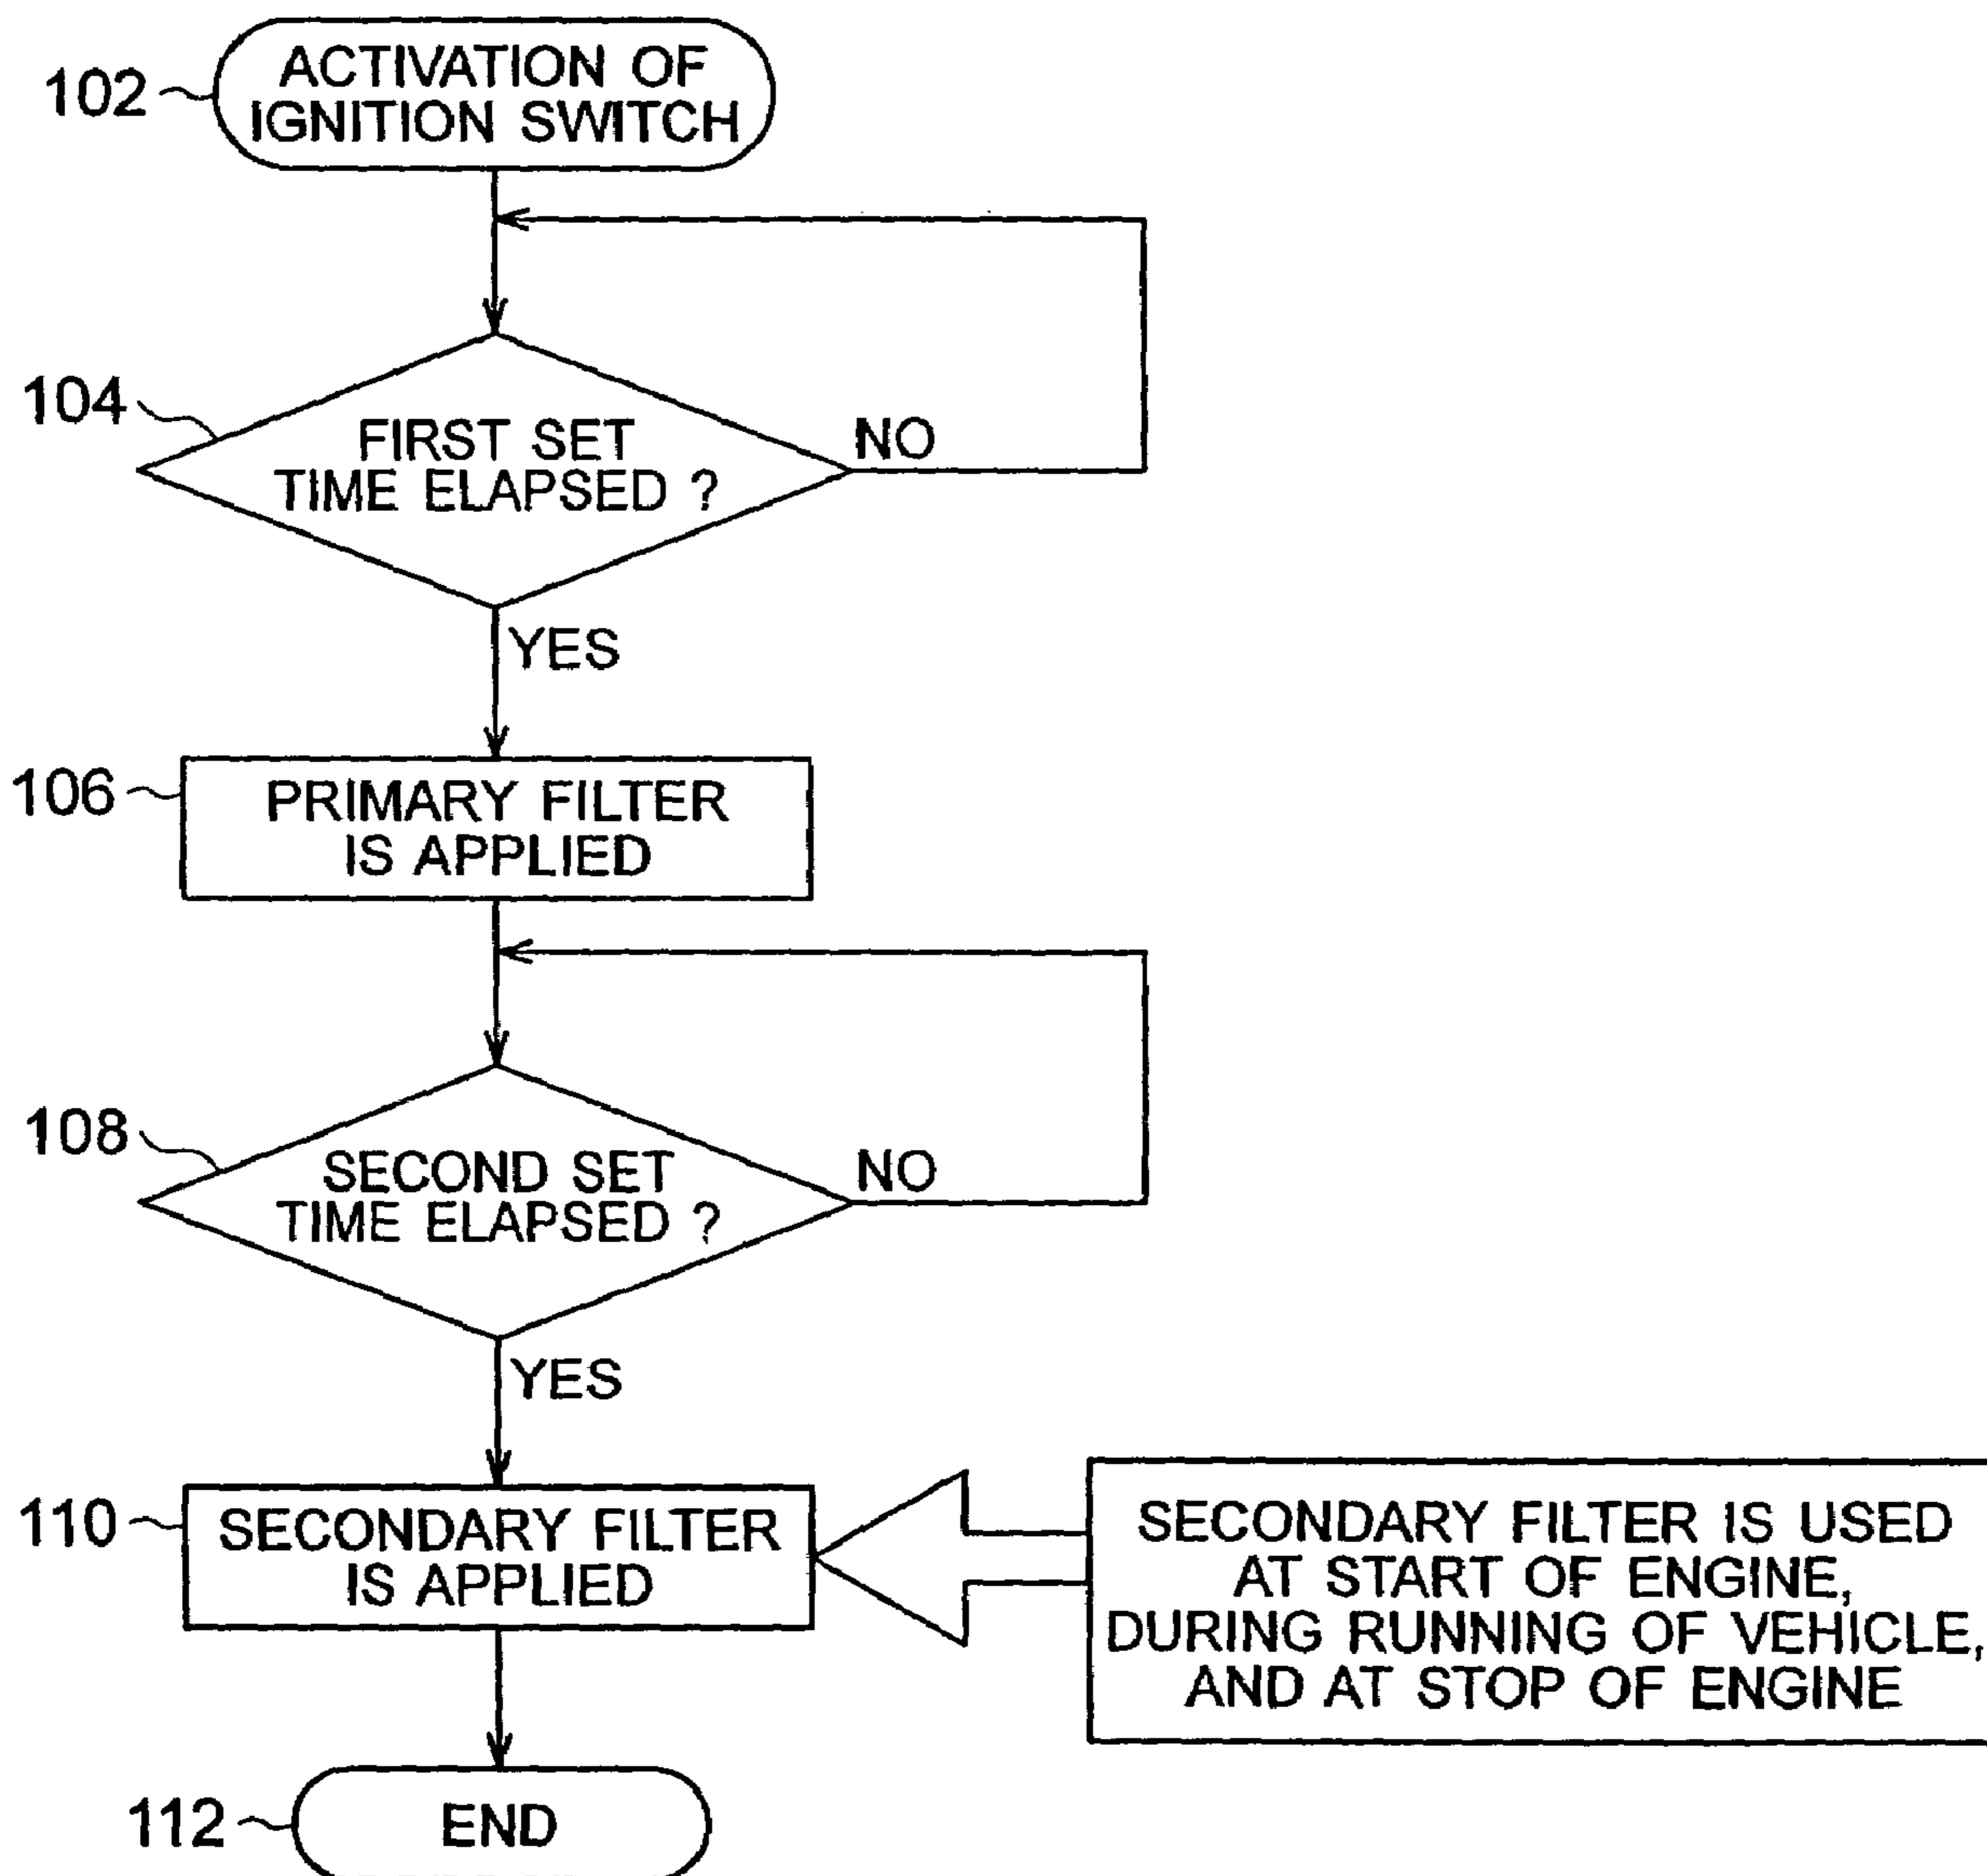 102
ACTIVATION OF
IGNITION SWITCH
104
FIRST SET
TIME ELAPSED ?
NO
YES
106
PRIMARY FILTER
IS APPLIED
108
SECOND SET
TIME ELAPSED ?
NO
YES
110
SECONDARY FILTER
IS APPLIED
SECONDARY FILTER IS USED
AT START OF ENGINE,
DURING RUNNING OF VEHICLE,
AND AT STOP OF ENGINE
112
END